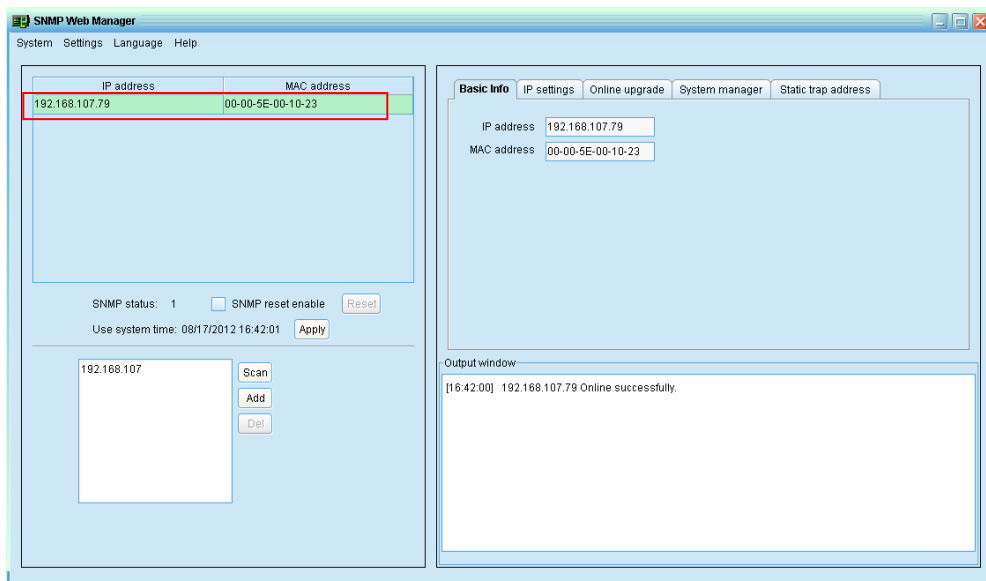 SNMP Web Manager
System Settings Language Help
IP address MAC address
192.168.107.79 00-00-5E-00-10-23
SNMP status: 1 SNMP reset enable Reset
Use system time: 08/17/2012 16:42:01 Apply
192.168.107
Scan
Add
Del
Basic Info IP settings Online upgrade System manager Static trap address
IP address 192.168.107.79
MAC address 00-00-5E-00-10-23
Output window
[16:42:00] 192.168.107.79 Online successfully.